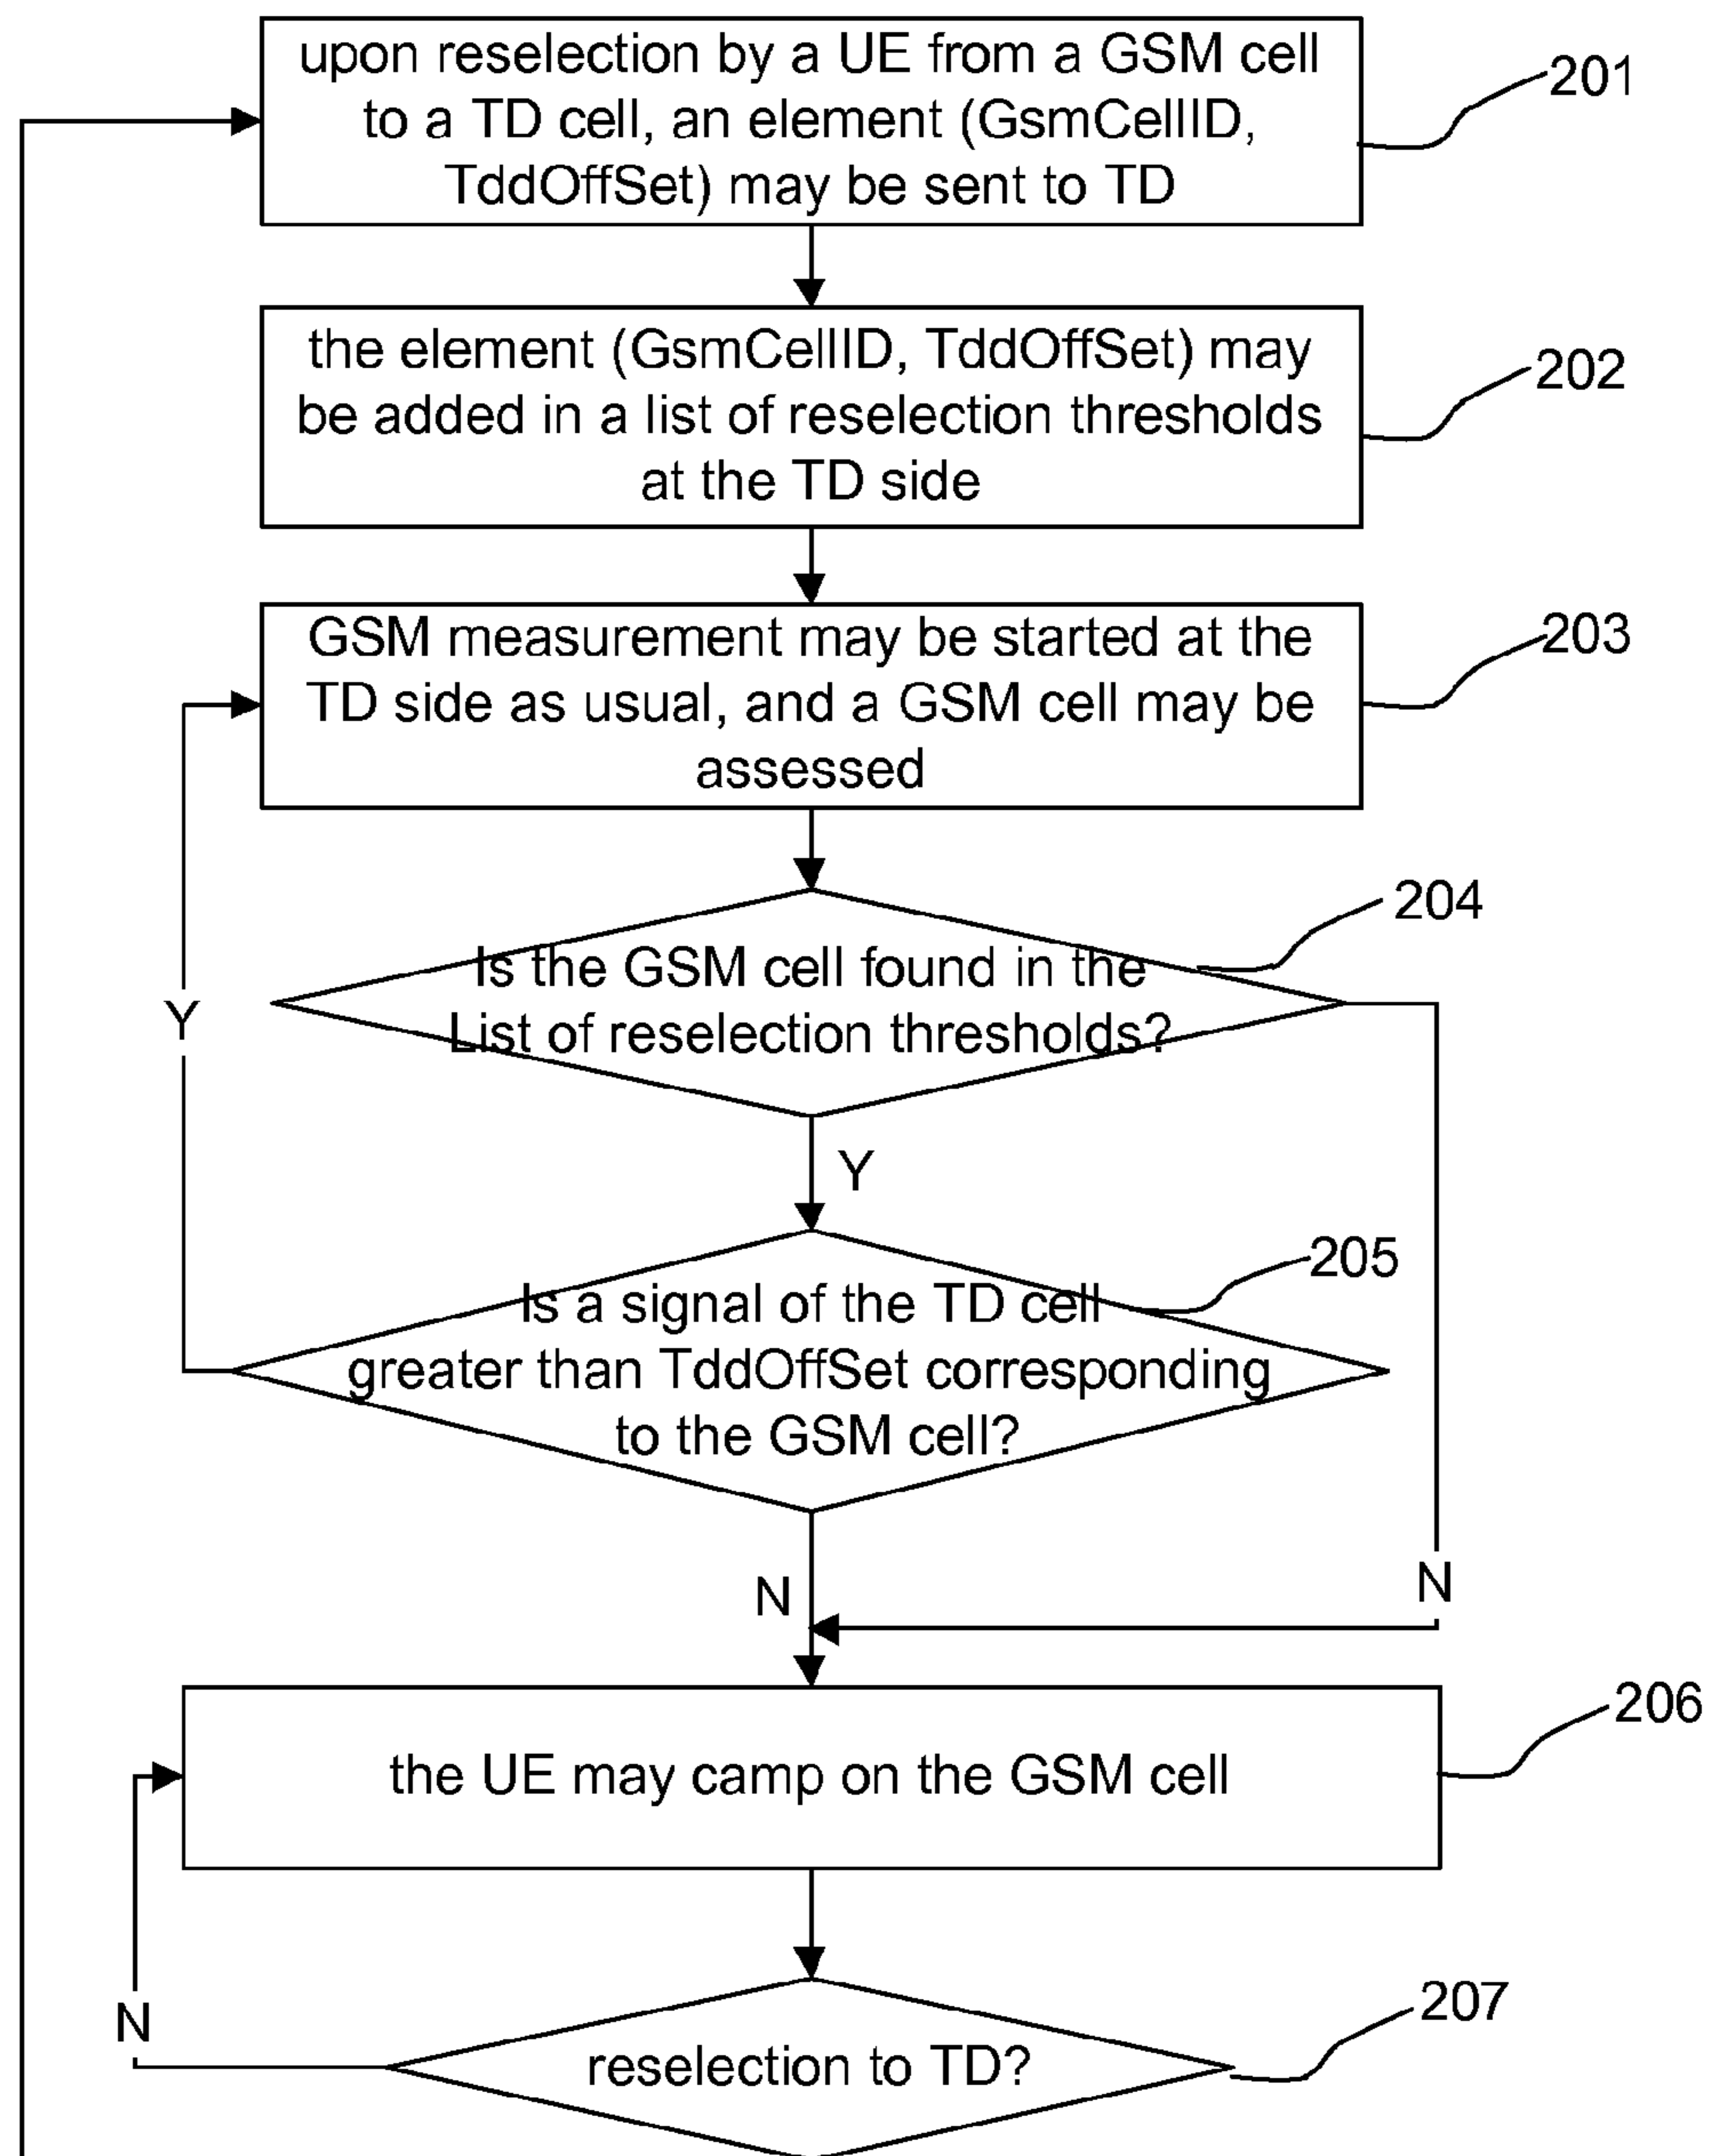 upon reselection by a UE from a GSM cell
to a TD cell, an element (GsmCellID,
TddOffSet) may be sent to TD
201
the element (GsmCellID, TddOffSet) may
be added in a list of reselection thresholds
at the TD side
202
GSM measurement may be started at the
TD side as usual, and a GSM cell may be
assessed
203
Is the GSM cell found in the
List of reselection thresholds?
204
Y
Y
Is a signal of the TD cell
greater than TddOffSet corresponding
to the GSM cell?
205
N
N
the UE may camp on the GSM cell
206
reselection to TD?
207
N